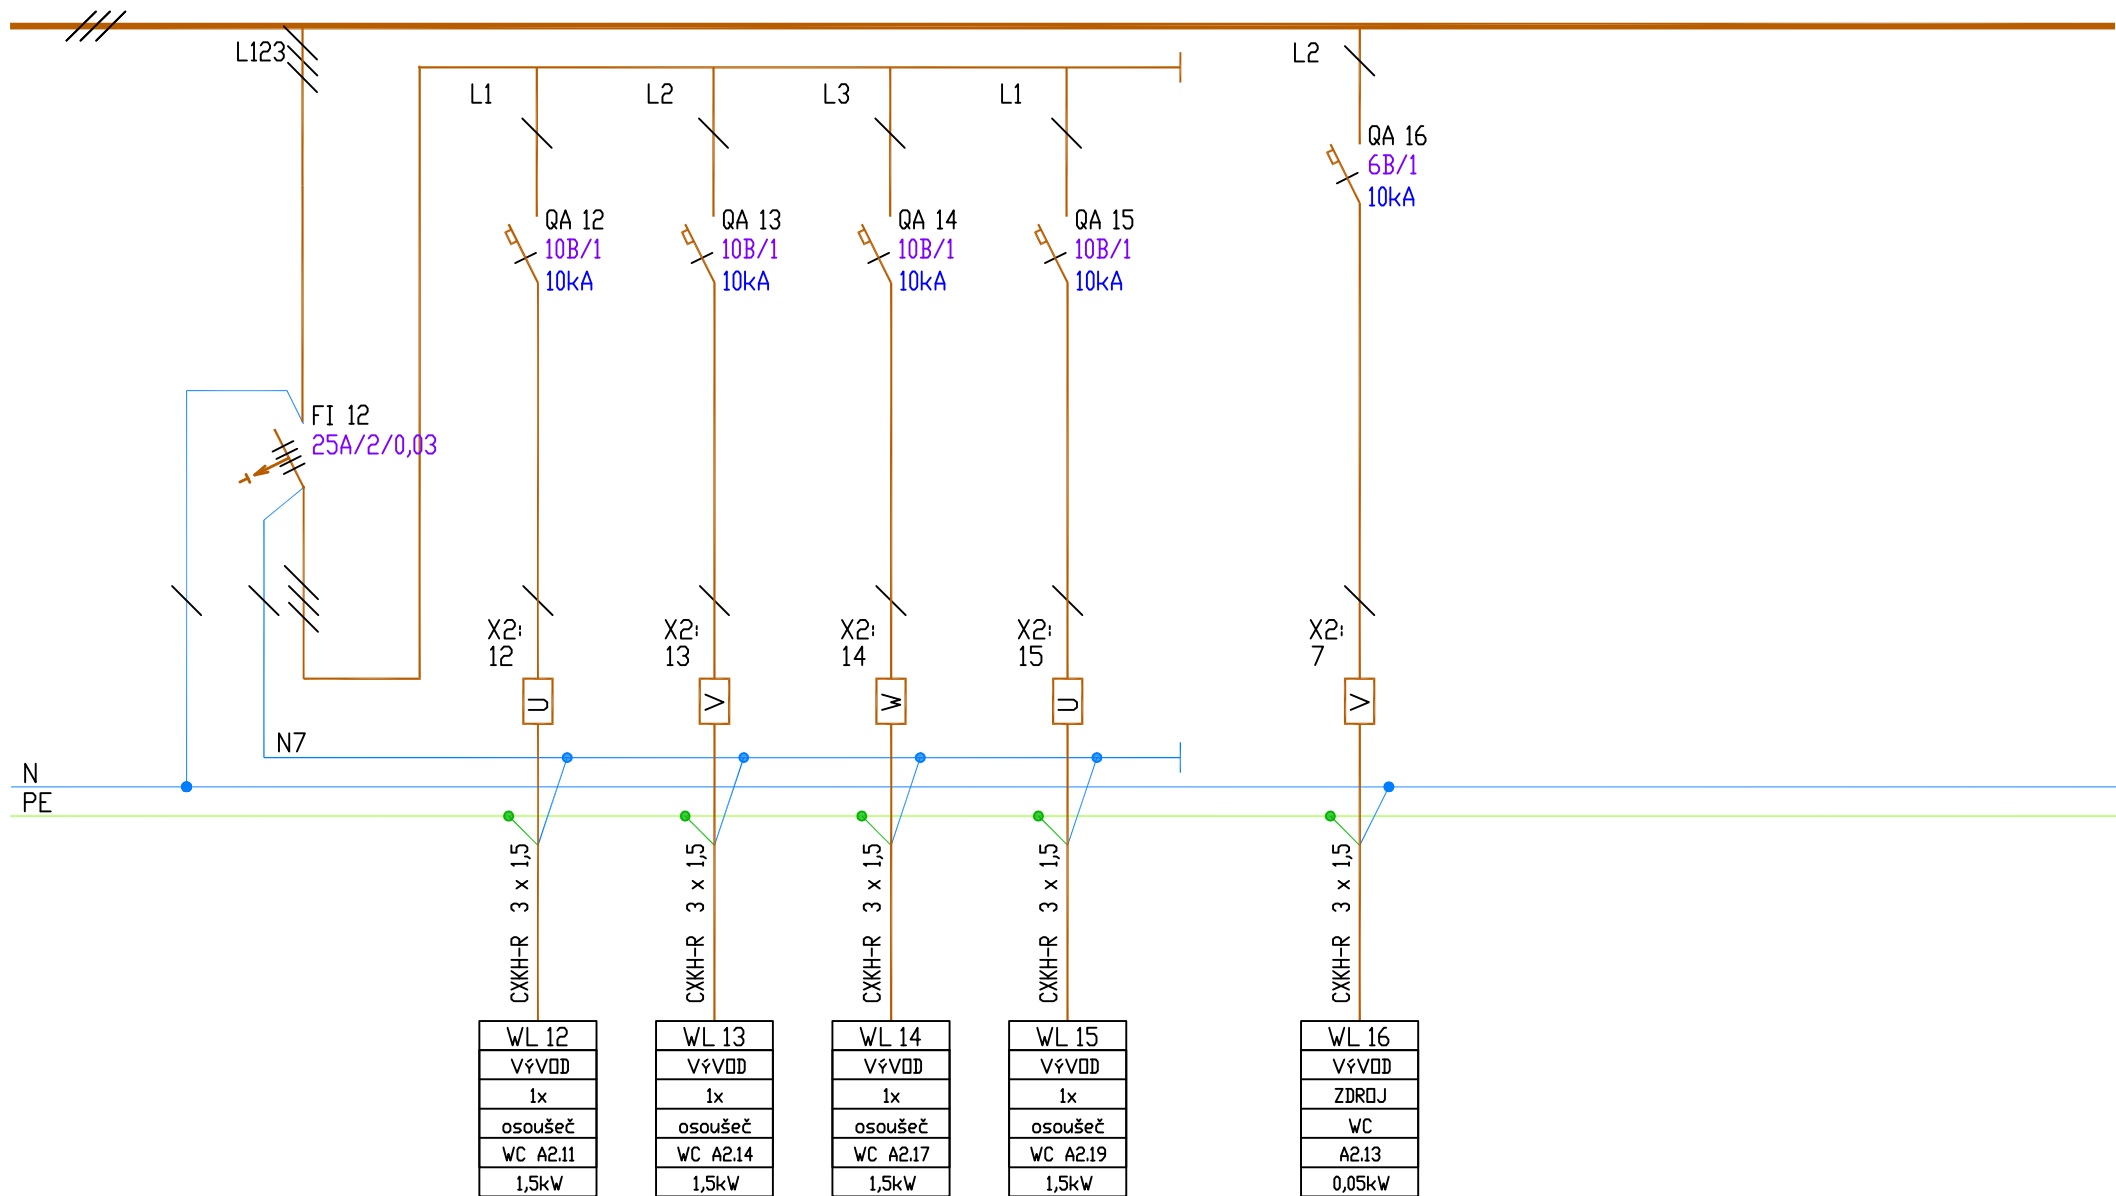 L123
L2
L1
L2
L3
L1
QA 16
6B/1
10kA
QA 12
10B/1
10kA
QA 13
10B/1
10kA
QA 14
10B/1
10kA
QA 15
10B/1
10kA
FI 12
25A/2/0,03
X2:
12
X2:
13
X2:
14
X2:
15
X2:
7
U
V
W
U
V
N7
N
PE
CXKH-R 3 x 1,5
CXKH-R 3 x 1,5
CXKH-R 3 x 1,5
CXKH-R 3 x 1,5
CXKH-R 3 x 1,5
WL 12
VÝVOD
1x
osoušeč
WC A2.11
1,5kW
WL 13
VÝVOD
1x
osoušeč
WC A2.14
1,5kW
WL 14
VÝVOD
1x
osoušeč
WC A2.17
1,5kW
WL 15
VÝVOD
1x
osoušeč
WC A2.19
1,5kW
WL 16
VÝVOD
ZDROJ
WC
A2.13
0,05kW